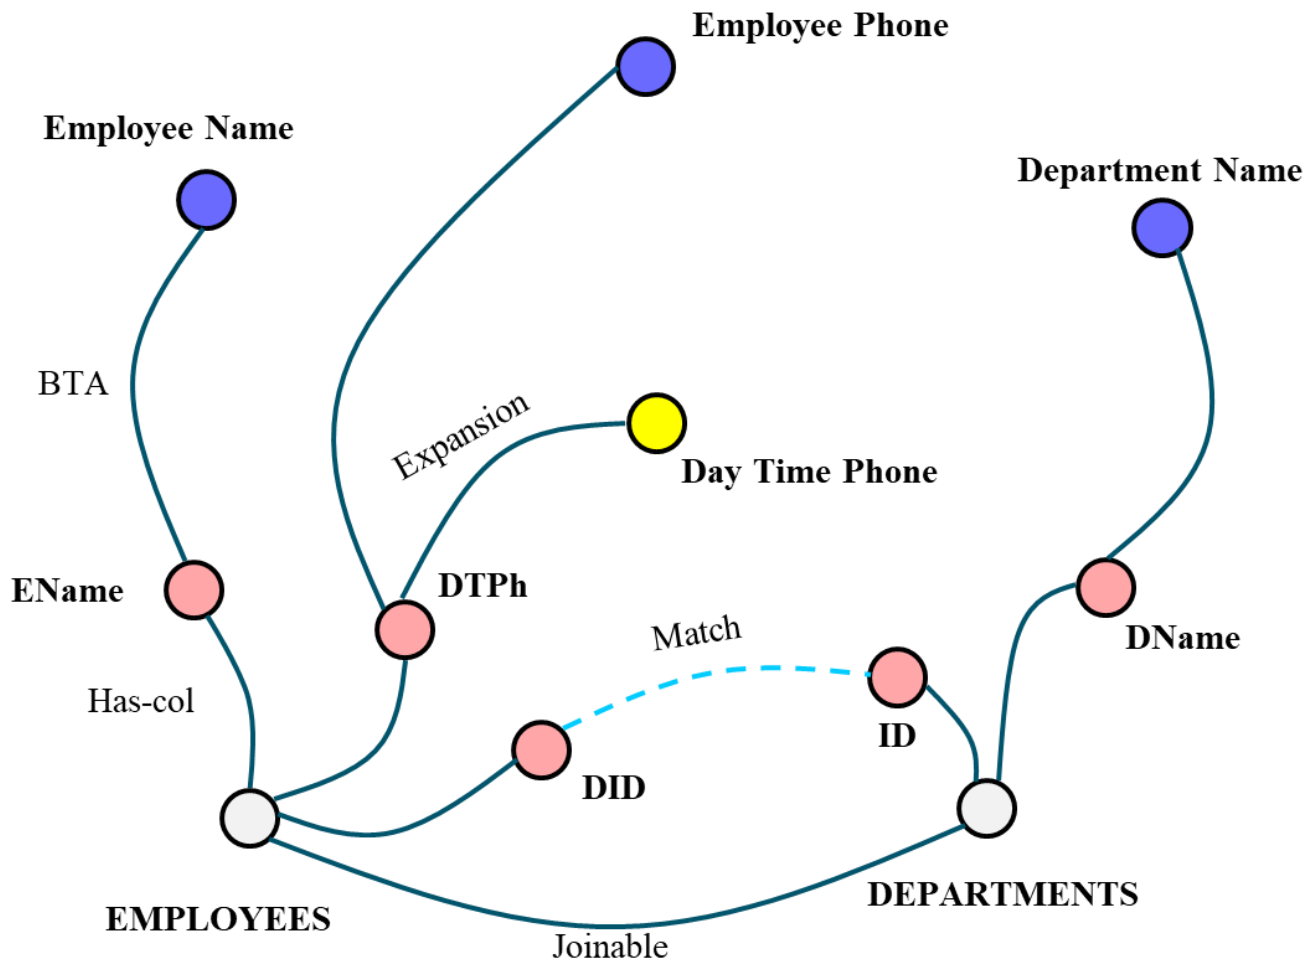 Employee Phone
Employee Name
Department Name
BTA
Expansion
Day Time Phone
EName
DTPh
Match
DName
Has-col
ID
DID
EMPLOYEES
DEPARTMENTS
Joinable